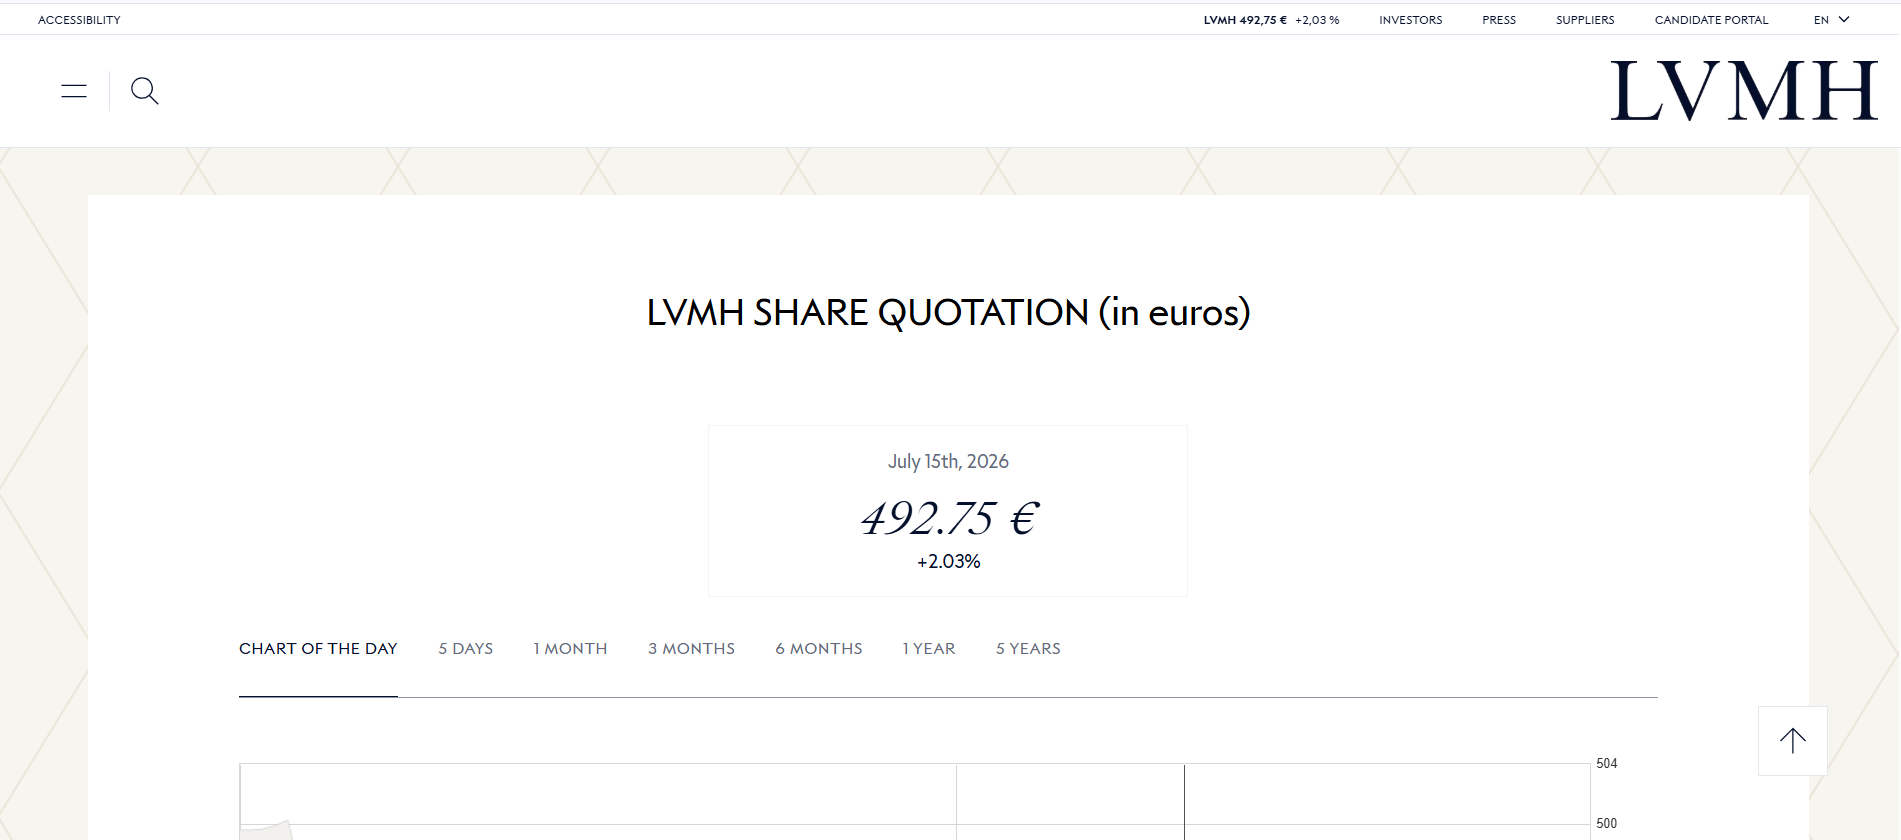 ACCESSIBILITY LVMH 492,75 € +2,03 % INVESTORS PRESS SUPPLIERS CANDIDATE PORTAL EN
LVMH
LVMH SHARE QUOTATION (in euros)
July 15th, 2026
492.75 €
+2.03%
CHART OF THE DAY 5 DAYS 1 MONTH 3 MONTHS 6 MONTHS 1 YEAR 5 YEARS
504
500